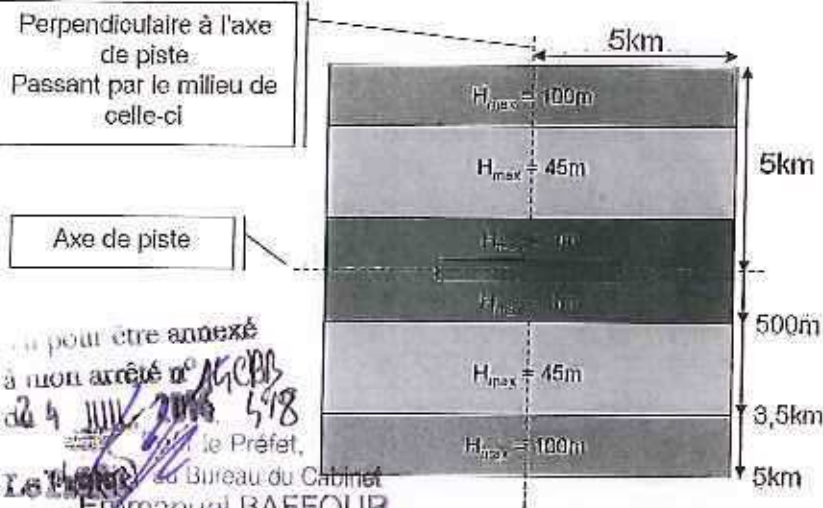 Perpendiculaire à l'axe
de piste
Passant par le milieu de
celle-ci
5km
Hmax = 100m
Hmax = 45m
5km
Axe de piste
Hmax = 45m
500m
3,5km
Hmax = 100m
5km
pour être annexé
à mon arrêté n°
le Préfet,
Bureau du Cabinet
Emmanuel BAFFOUR